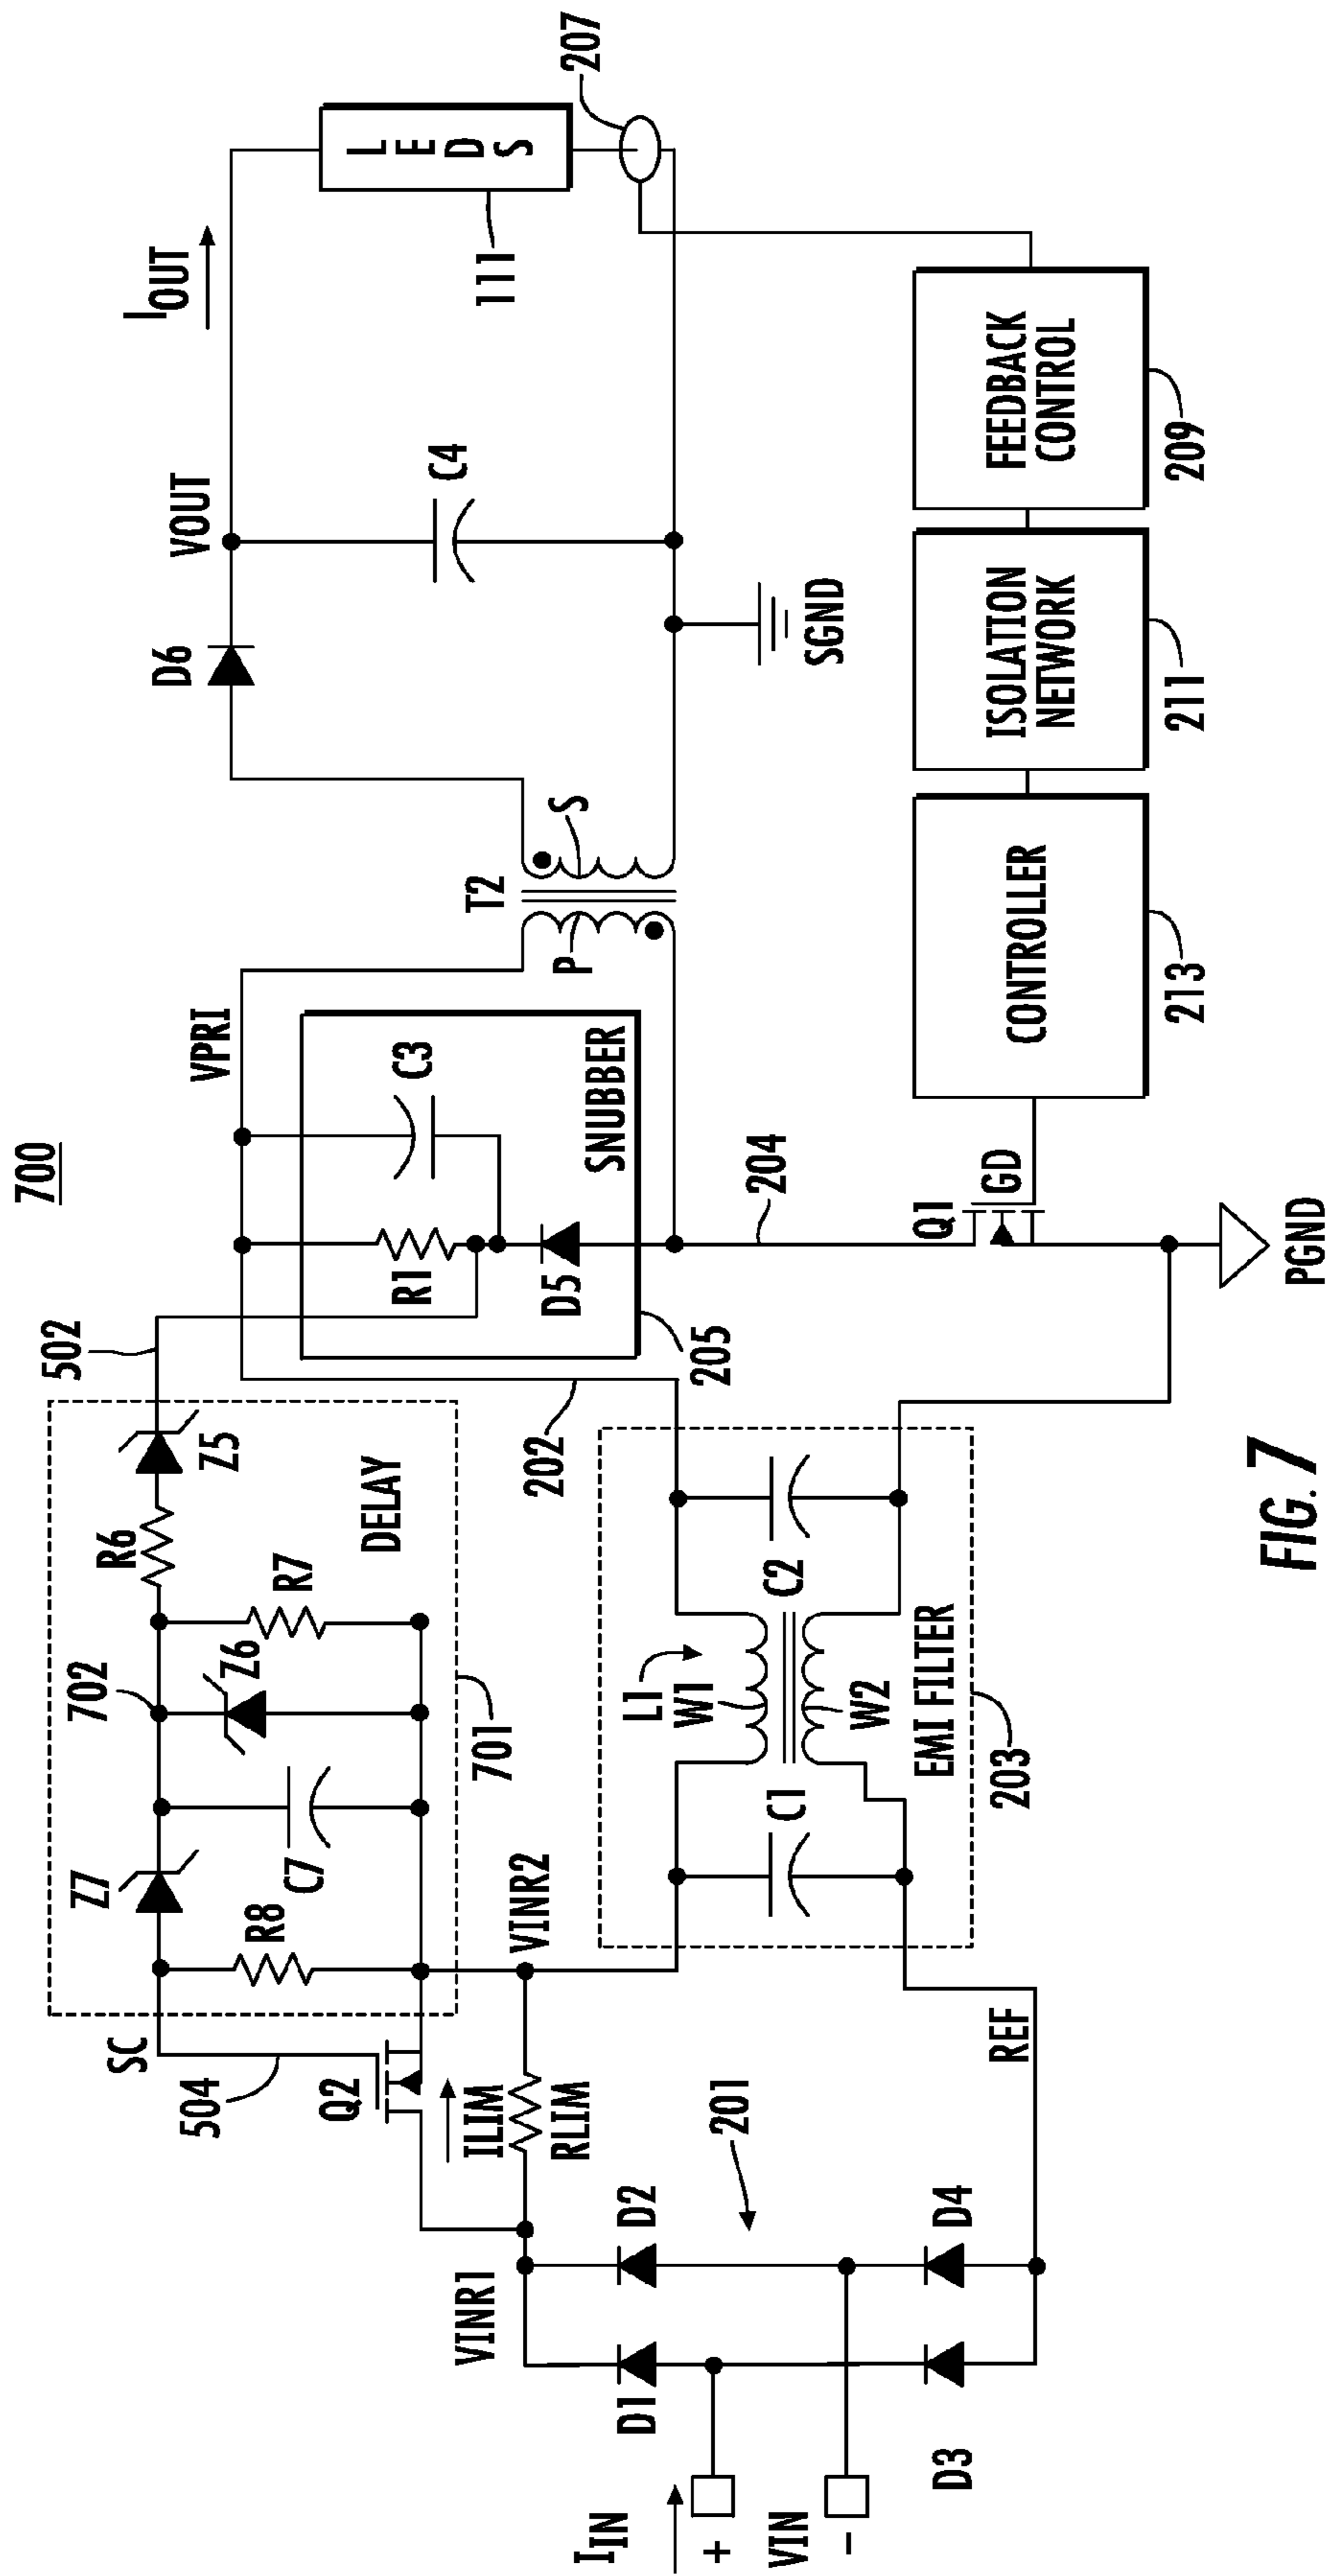 700
502
R6
Z5
702
R7
Z6
Z7
C7
R8
DELAY
701
SC
504
Q2
ILIM
RLIM
VINR2
VINR1
D1
D2
D3
D4
201
IIN
+
VIN
-
REF
L1
W1
W2
C1
C2
EMI FILTER
203
202
VPRI
R1
C3
D5
SNUBBER
205
204
T2
P
S
D6
VOUT
IOUT
C4
SGND
LEDS
111
207
Q1
GD
PGND
CONTROLLER
213
ISOLATION
NETWORK
211
FEEDBACK
CONTROL
209
FIG. 7